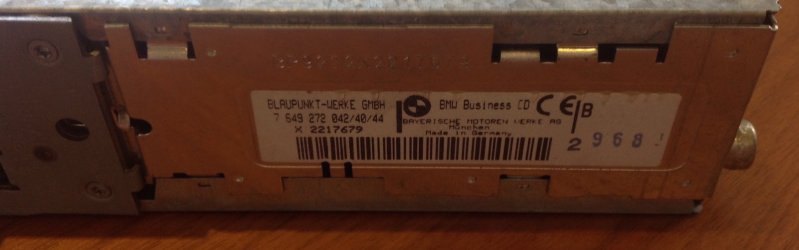 BLAUPUNKT-WERKE GMBH
7 649 272 042/40/44
X 2217679
BMW Business CD
CE B
BAYERISCHE MOTOREN WERKE AG
München
Made in Germany
2968